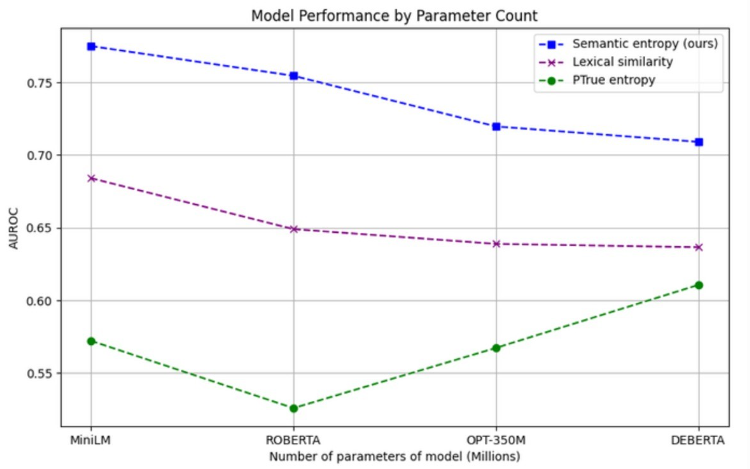 Model Performance by Parameter Count
Semantic entropy (ours)
Lexical similarity
PTrue entropy
AUROC
0.75
0.70
0.65
0.60
0.55
MiniLM
ROBERTA
OPT-350M
DEBERTA
Number of parameters of model (Millions)